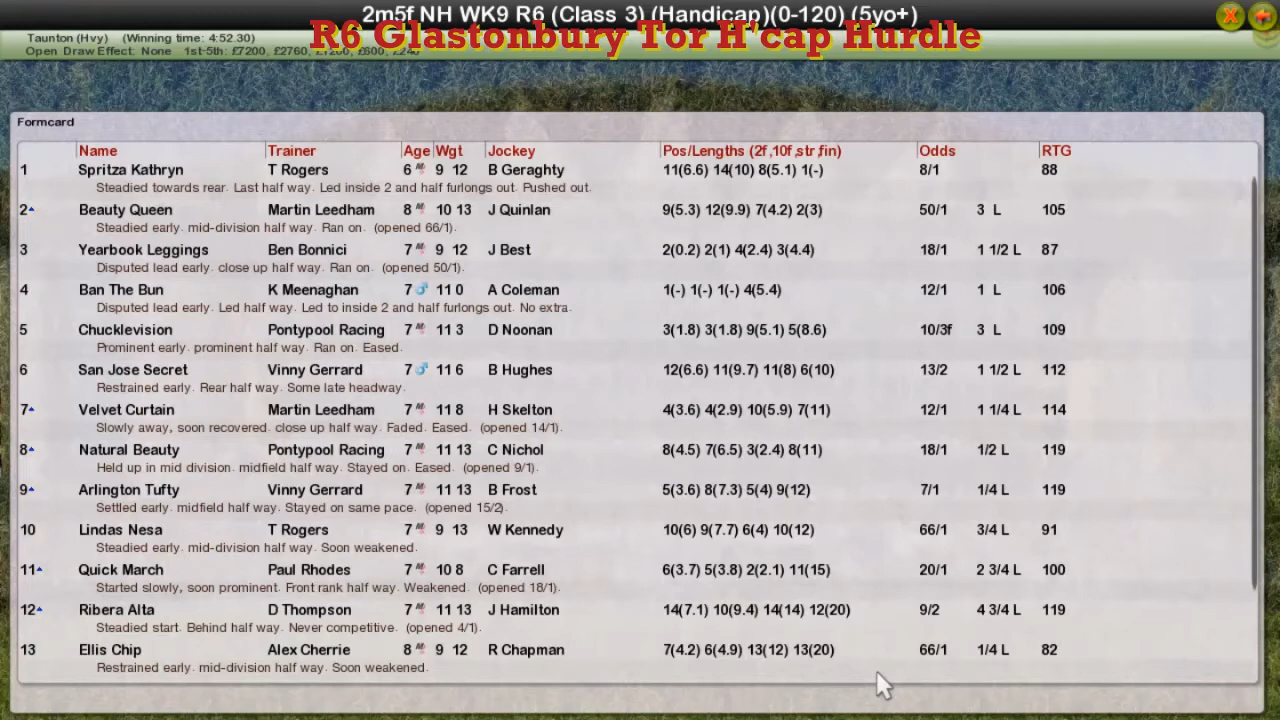 2m5f NH WK9 R6 (Class 3) (Handicap)(0-120) (5yo+)
R6 Glastonbury Tor H'cap Hurdle
Taunton (Hvy) (Winning time: 4:52.30)
Open Draw Effect: None 1st-5th: £7200, £2760, £1200, £600, £240
Formcard
Name Trainer Age Wgt Jockey Pos/Lengths (2f,10f,str,fin) Odds RTG
1 Spritza Kathryn T Rogers 6 9 12 B Geraghty 11(6.6) 14(10) 8(5.1) 1(-) 8/1 88
Steadied towards rear. Last half way. Led inside 2 and half furlongs out. Pushed out.
2 Beauty Queen Martin Leedham 8 10 13 J Quinlan 9(5.3) 12(9.9) 7(4.2) 2(3) 50/1 3 L 105
Steadied early. mid-division half way. Ran on. (opened 66/1).
3 Yearbook Leggings Ben Bonnici 7 9 12 J Best 2(0.2) 2(1) 4(2.4) 3(4.4) 18/1 1 1/2 L 87
Disputed lead early. close up half way. Ran on. (opened 50/1).
4 Ban The Bun K Meenaghan 7 11 0 A Coleman 1(-) 1(-) 1(-) 4(5.4) 12/1 1 L 106
Disputed lead early. Led half way. Led to inside 2 and half furlongs out. No extra.
5 Chucklevision Pontypool Racing 7 11 3 D Noonan 3(1.8) 3(1.8) 9(5.1) 5(8.6) 10/3f 3 L 109
Prominent early. prominent half way. Ran on. Eased.
6 San Jose Secret Vinny Gerrard 7 11 6 B Hughes 12(6.6) 11(9.7) 11(8) 6(10) 13/2 1 1/2 L 112
Restrained early. Rear half way. Some late headway.
7 Velvet Curtain Martin Leedham 7 11 8 H Skelton 4(3.6) 4(2.9) 10(5.9) 7(11) 12/1 1 1/4 L 114
Slowly away, soon recovered. close up half way. Faded. Eased. (opened 14/1).
8 Natural Beauty Pontypool Racing 7 11 13 C Nichol 8(4.5) 7(6.5) 3(2.4) 8(11) 18/1 1/2 L 119
Held up in mid division. midfield half way. Stayed on. Eased. (opened 9/1).
9 Arlington Tufty Vinny Gerrard 7 11 13 B Frost 5(3.6) 8(7.3) 5(4) 9(12) 7/1 1/4 L 119
Settled early. midfield half way. Stayed on same pace. (opened 15/2).
10 Lindas Nesa T Rogers 7 9 13 W Kennedy 10(6) 9(7.7) 6(4) 10(12) 66/1 3/4 L 91
Steadied early. mid-division half way. Soon weakened.
11 Quick March Paul Rhodes 7 10 8 C Farrell 6(3.7) 5(3.8) 2(2.1) 11(15) 20/1 2 3/4 L 100
Started slowly, soon prominent. Front rank half way. Weakened. (opened 18/1).
12 Ribera Alta D Thompson 7 11 13 J Hamilton 14(7.1) 10(9.4) 14(14) 12(20) 9/2 4 3/4 L 119
Steadied start. Behind half way. Never competitive. (opened 4/1).
13 Ellis Chip Alex Cherrie 8 9 12 R Chapman 7(4.2) 6(4.9) 13(12) 13(20) 66/1 1/4 L 82
Restrained early. mid-division half way. Soon weakened.